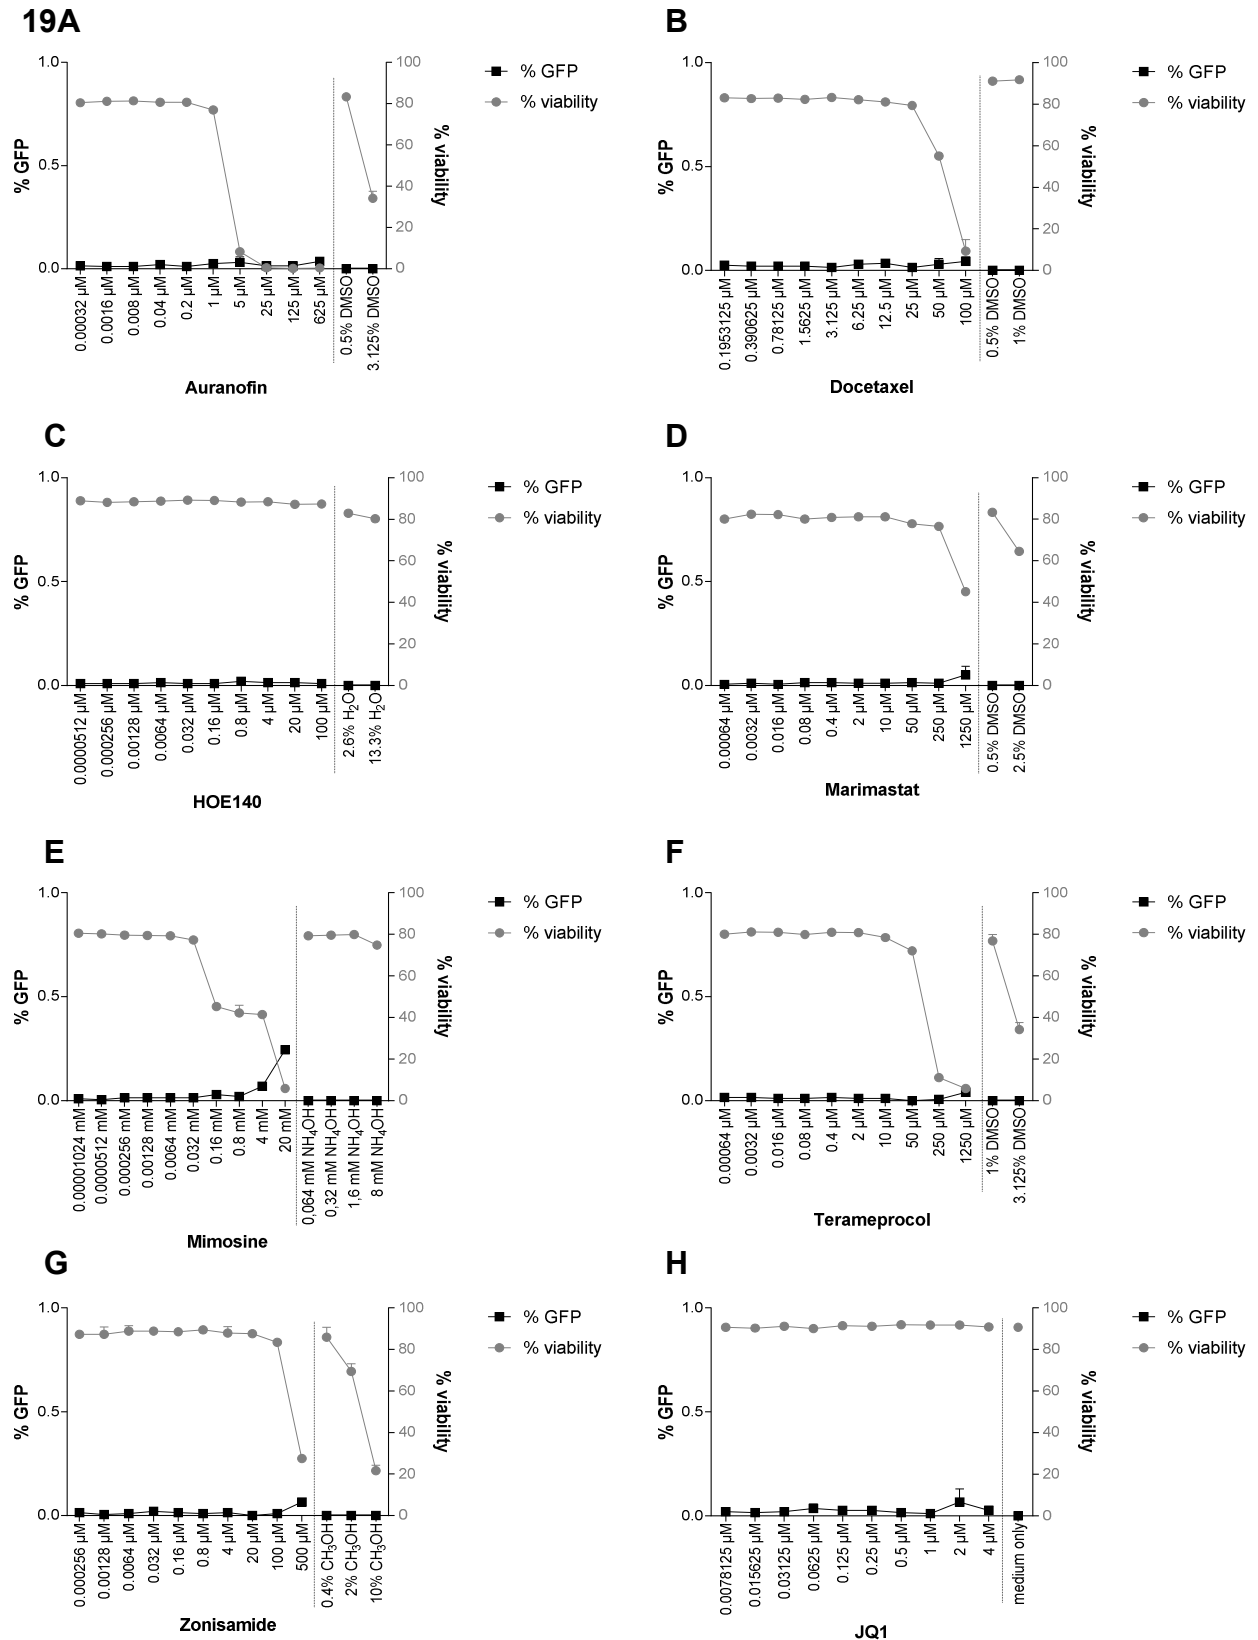 19A
1.0
0.5
0.0
% GFP
100
80
60
40
20
0
% viability
% GFP
% viability
0.00032 µM
0.0016 µM
0.008 µM
0.04 µM
0.2 µM
1 µM
5 µM
25 µM
125 µM
625 µM
0.5% DMSO
3.125% DMSO
Auranofin
B
1.0
0.5
0.0
% GFP
100
80
60
40
20
0
% viability
% GFP
% viability
0.1953125 µM
0.390625 µM
0.78125 µM
1.5625 µM
3.125 µM
6.25 µM
12.5 µM
25 µM
50 µM
100 µM
0.5% DMSO
1% DMSO
Docetaxel
C
1.0
0.5
0.0
% GFP
100
80
60
40
20
0
% viability
% GFP
% viability
0.0000512 µM
0.000256 µM
0.00128 µM
0.0064 µM
0.032 µM
0.16 µM
0.8 µM
4 µM
20 µM
100 µM
2.6% H₂O
13.3% H₂O
HOE140
D
1.0
0.5
0.0
% GFP
100
80
60
40
20
0
% viability
% GFP
% viability
0.00064 µM
0.0032 µM
0.016 µM
0.08 µM
0.4 µM
2 µM
10 µM
50 µM
250 µM
1250 µM
0.5% DMSO
2.5% DMSO
Marimastat
E
1.0
0.5
0.0
% GFP
100
80
60
40
20
0
% viability
% GFP
% viability
0.00001024 mM
0.0000512 mM
0.000256 mM
0.00128 mM
0.0064 mM
0.032 mM
0.16 mM
0.8 mM
4 mM
20 mM
0,064 mM NH₄OH
0,32 mM NH₄OH
1,6 mM NH₄OH
8 mM NH₄OH
Mimosine
F
1.0
0.5
0.0
% GFP
100
80
60
40
20
0
% viability
% GFP
% viability
0.00064 µM
0.0032 µM
0.016 µM
0.08 µM
0.4 µM
2 µM
10 µM
50 µM
250 µM
1250 µM
1% DMSO
3.125% DMSO
Terameprocol
G
1.0
0.5
0.0
% GFP
100
80
60
40
20
0
% viability
% GFP
% viability
0.000256 µM
0.00128 µM
0.0064 µM
0.032 µM
0.16 µM
0.8 µM
4 µM
20 µM
100 µM
500 µM
0.4% CH₃OH
2% CH₃OH
10% CH₃OH
Zonisamide
H
1.0
0.5
0.0
% GFP
100
80
60
40
20
0
% viability
% GFP
% viability
0.0078125 µM
0.015625 µM
0.03125 µM
0.0625 µM
0.125 µM
0.25 µM
0.5 µM
1 µM
2 µM
4 µM
medium only
JQ1